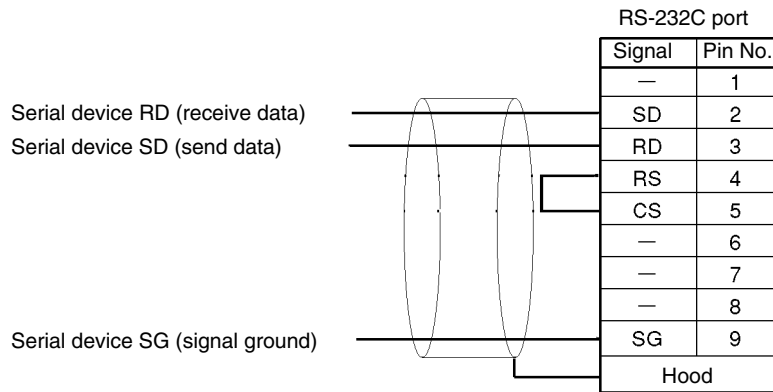 RS-232C port
Signal Pin No.
— 1
Serial device RD (receive data) SD 2
Serial device SD (send data) RD 3
RS 4
CS 5
— 6
— 7
— 8
Serial device SG (signal ground) SG 9
Hood